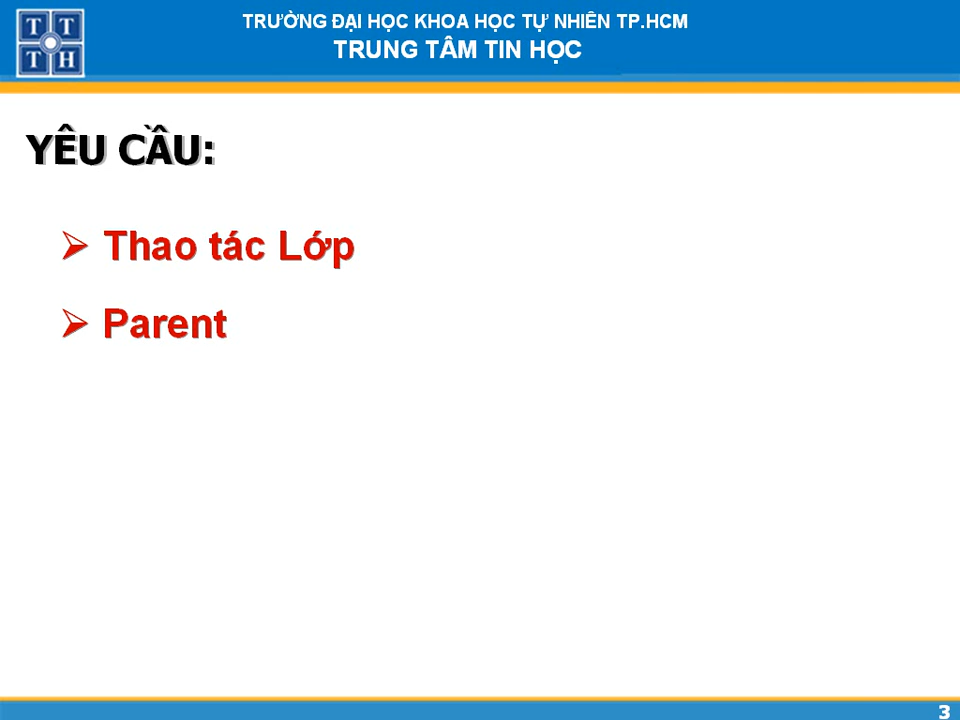 T T
T H
TRƯỜNG ĐẠI HỌC KHOA HỌC TỰ NHIÊN TP.HCM
TRUNG TÂM TIN HỌC
YÊU CẦU:
Thao tác Lớp
Parent
3